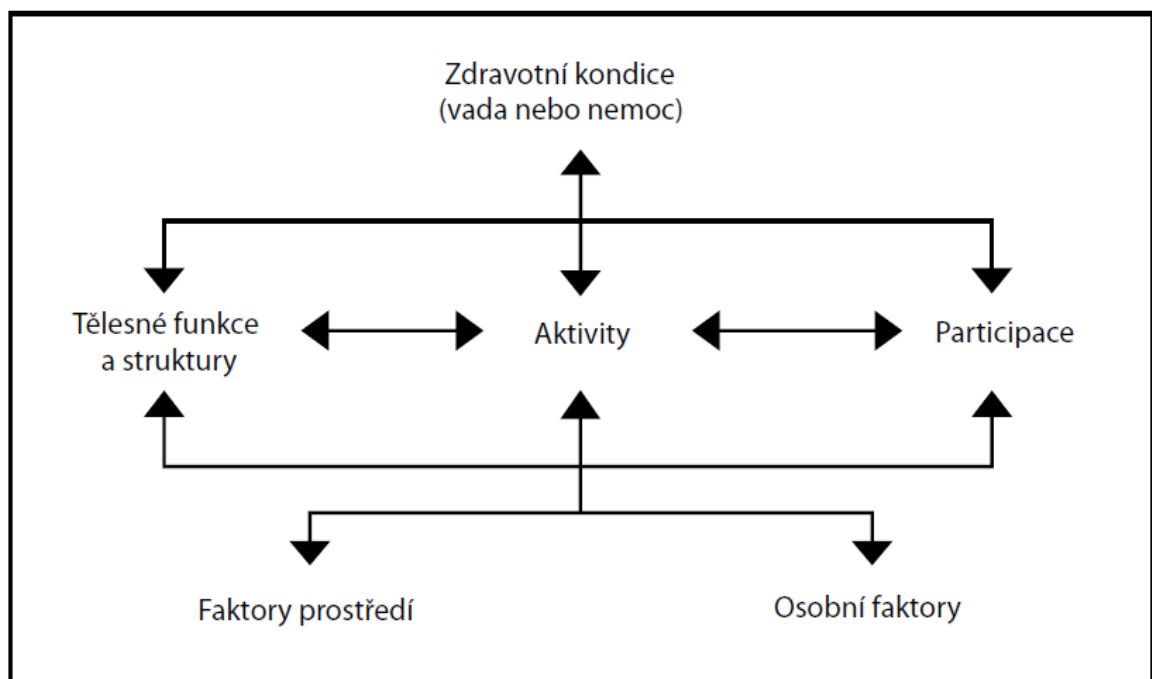 Zdravotní kondice
(vada nebo nemoc)
Tělesné funkce
a struktury
Aktivity
Participace
Faktory prostředí
Osobní faktory